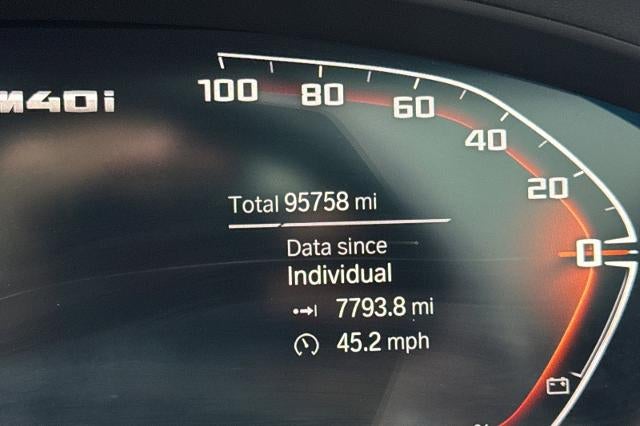 M40i
100 80 60 40 20 0
Total 95758 mi
Data since
Individual
7793.8 mi
45.2 mph
%